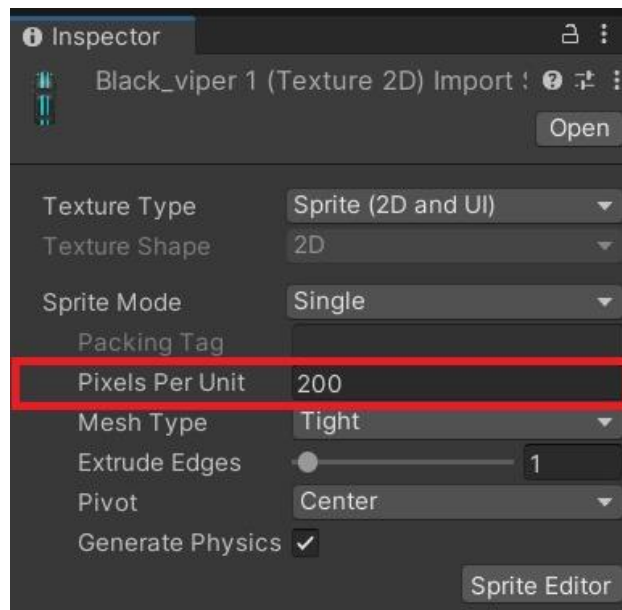 Inspector
Black_viper 1 (Texture 2D) Import
Open
Texture Type Sprite (2D and UI)
Texture Shape 2D
Sprite Mode Single
Packing Tag
Pixels Per Unit 200
Mesh Type Tight
Extrude Edges 1
Pivot Center
Generate Physics
Sprite Editor